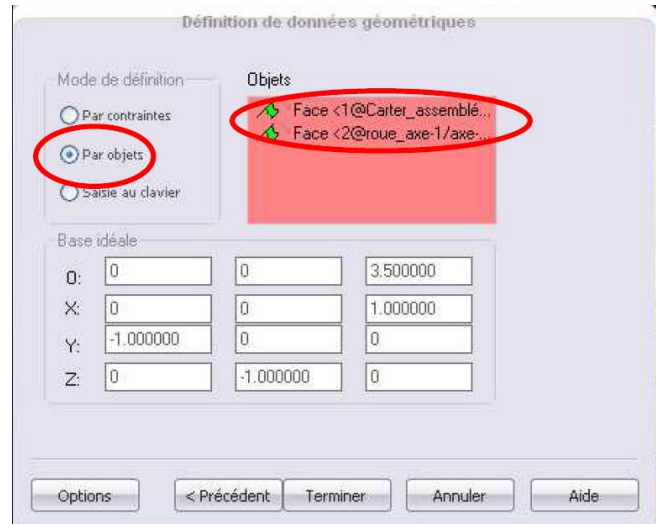 Définition de données géométriques
Mode de définition
Par contraintes
Par objets
Saisie au clavier
Objets
Face <1@Carter_assemblé...
Face <2@roue_axe-1/axe-...
Base idéale
O: 0 0 3.500000
X: 0 0 1.000000
Y: -1.000000 0 0
Z: 0 -1.000000 0
Options < Précédent Terminer Annuler Aide